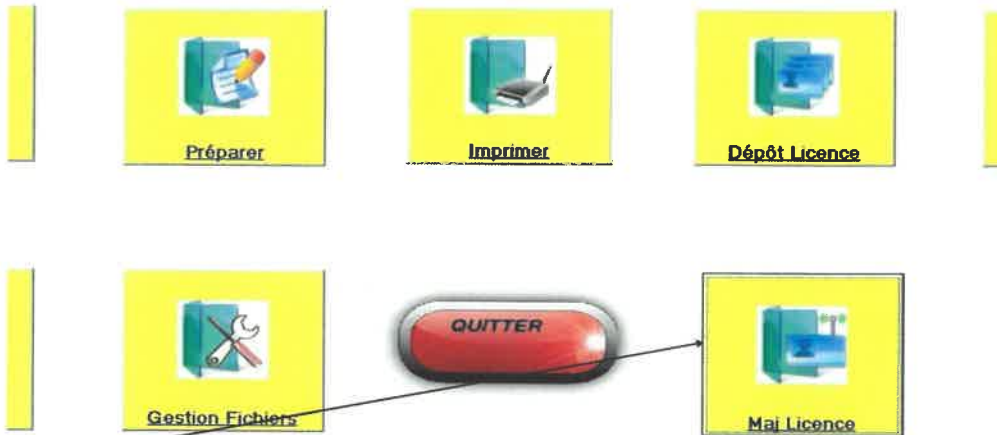 Préparer
Imprimer
Dépôt Licence
QUITTER
Gestion Fichiers
Maj Licence